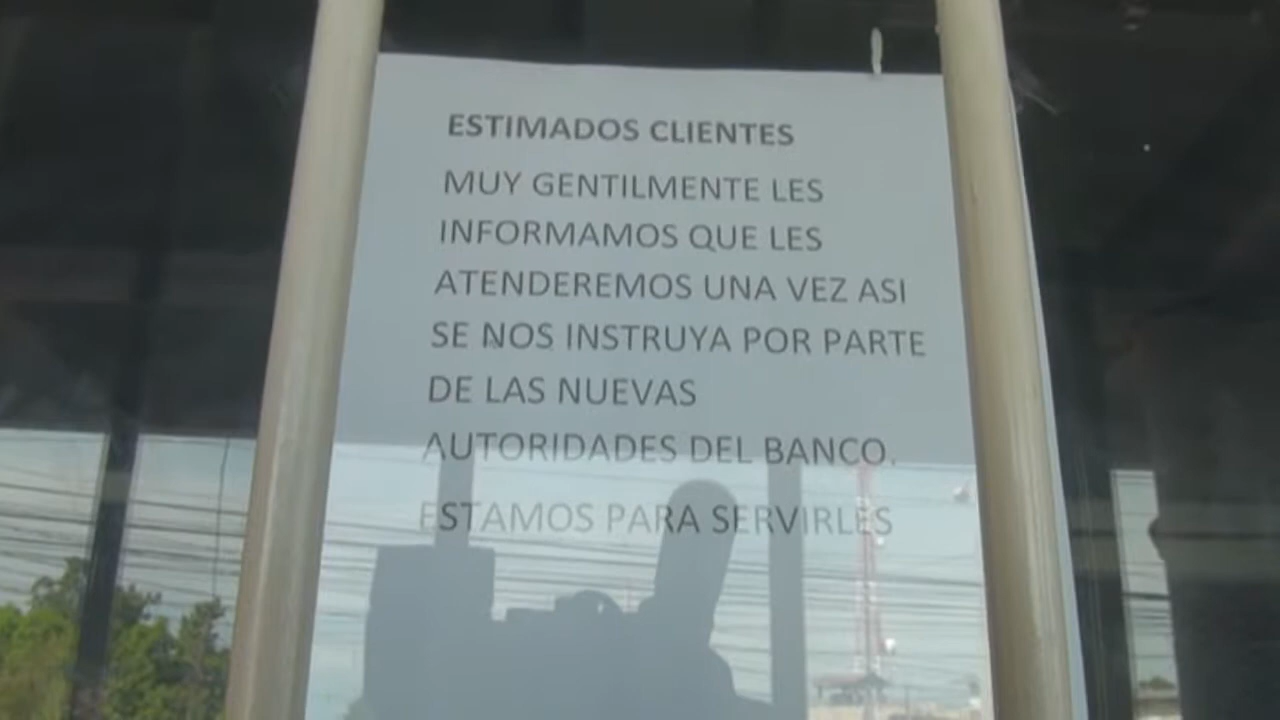 ESTIMADOS CLIENTES
MUY GENTILMENTE LES
INFORMAMOS QUE LES
ATENDEREMOS UNA VEZ ASI
SE NOS INSTRUYA POR PARTE
DE LAS NUEVAS
AUTORIDADES DEL BANCO.
ESTAMOS PARA SERVIRLES